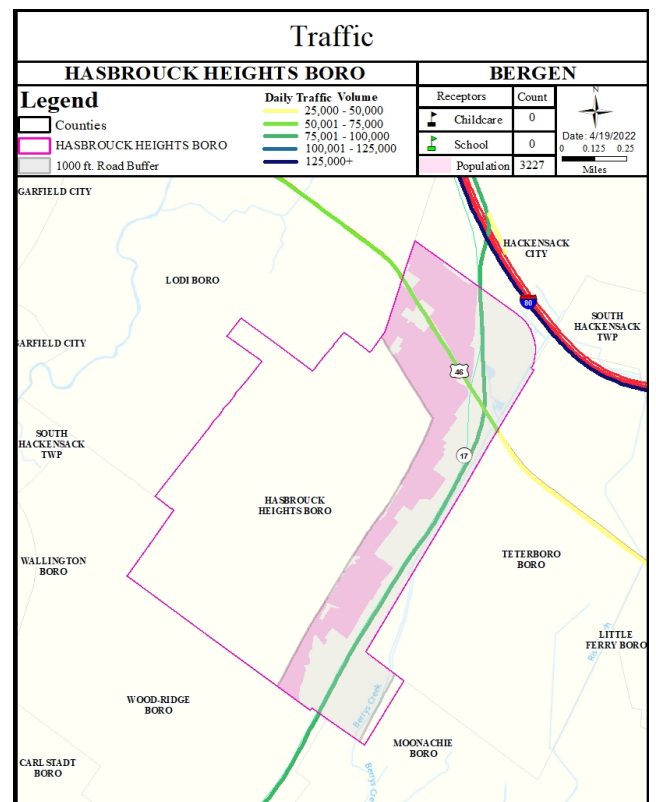 Traffic
HASBROUCK HEIGHTS BORO
BERGEN
Legend
Counties
HASBROUCK HEIGHTS BORO
1000 ft. Road Buffer
Daily Traffic Volume
25,000 - 50,000
50,001 - 75,000
75,001 - 100,000
100,001 - 125,000
125,000+
Receptors Count
Childcare 0
School 0
Population 3227
N
Date: 4/19/2022
0 0.125 0.25
Miles
GARFIELD CITY
HACKENSACK
CITY
LODI BORO
80
SOUTH
HACKENSACK
TWP
GARFIELD CITY
46
SOUTH
HACKENSACK
TWP
17
HASBROUCK
HEIGHTS BORO
WALLINGTON
BORO
TETERBORO
BORO
LITTLE
FERRY BORO
WOOD-RIDGE
BORO
Berrys Creek
MOONACHIE
BORO
CARLSTADT
BORO
Berrys